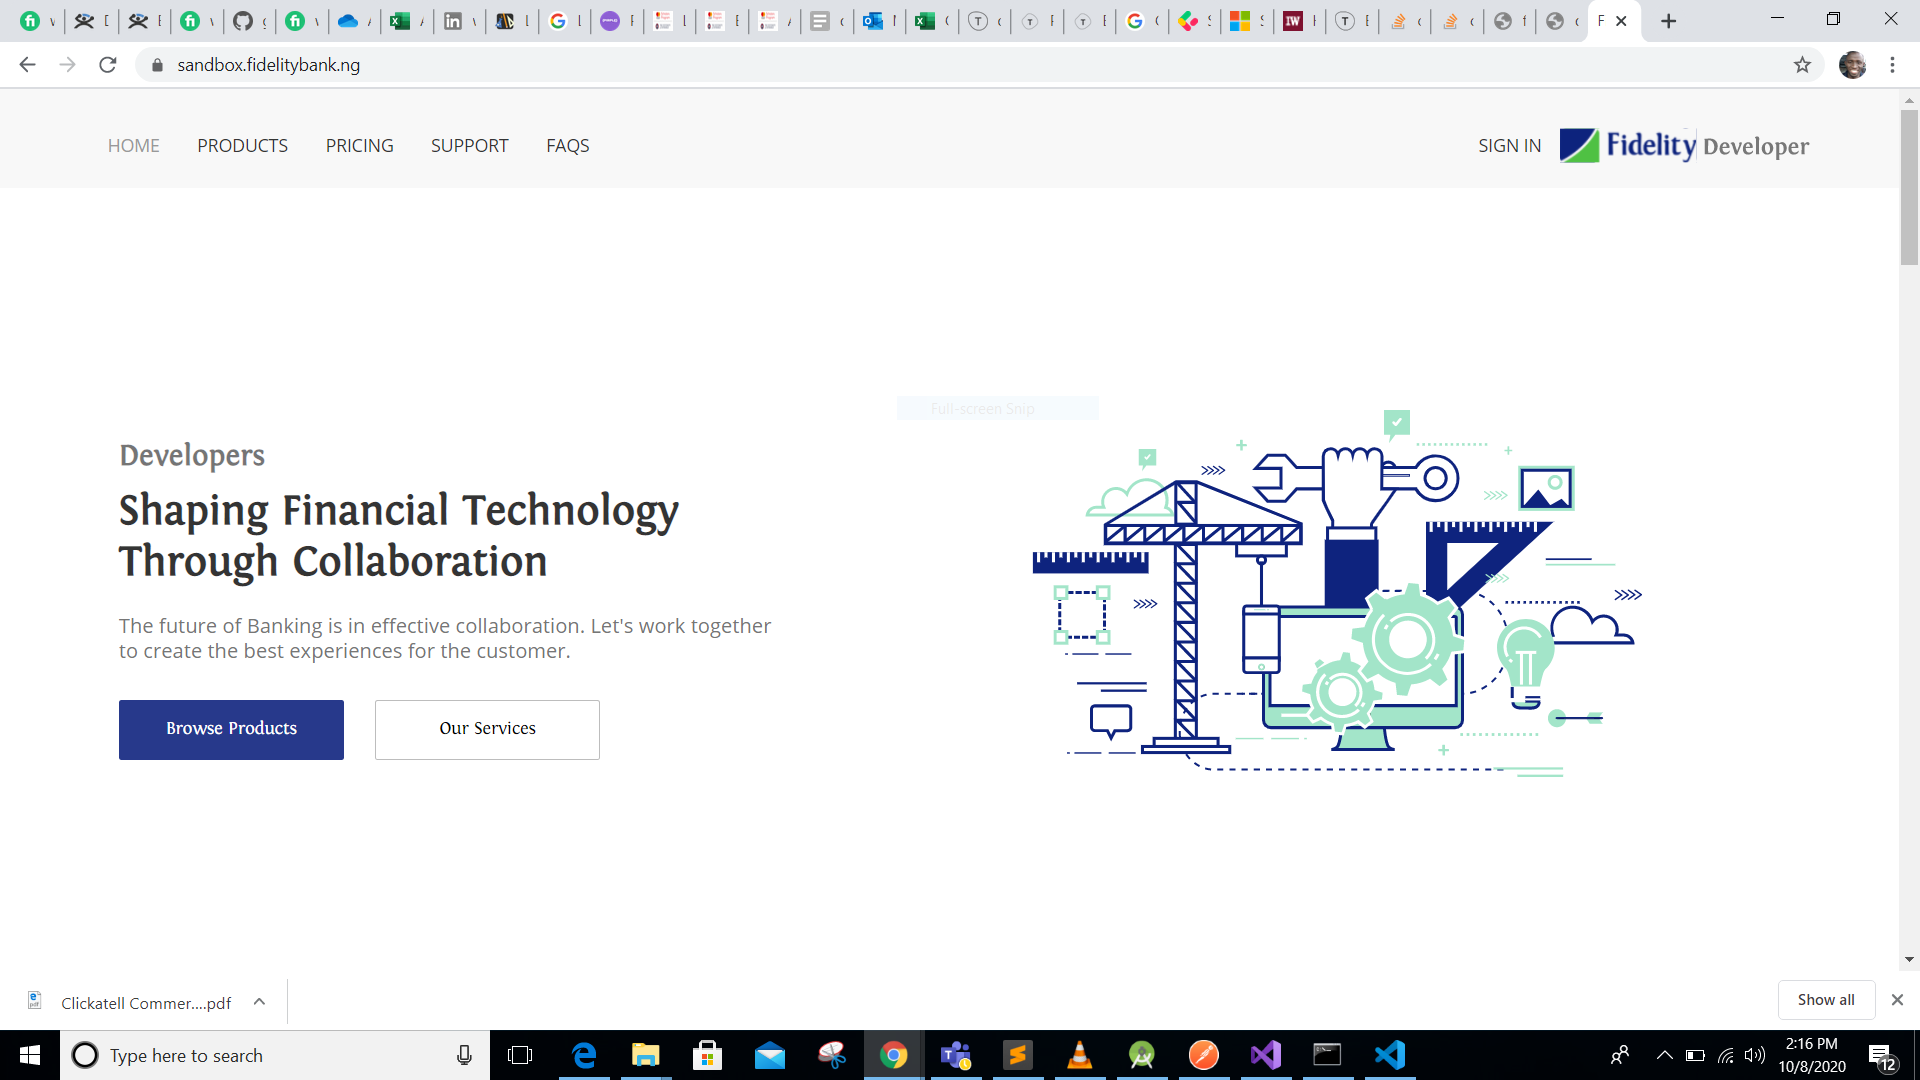 sandbox.fidelitybank.ng
HOME PRODUCTS PRICING SUPPORT FAQS SIGN IN Fidelity Developer
Full-screen Snip
Developers
Shaping Financial Technology
Through Collaboration
The future of Banking is in effective collaboration. Let's work together
to create the best experiences for the customer.
Browse Products Our Services
Clickatell Commer....pdf Show all
Type here to search
2:16 PM
10/8/2020
12